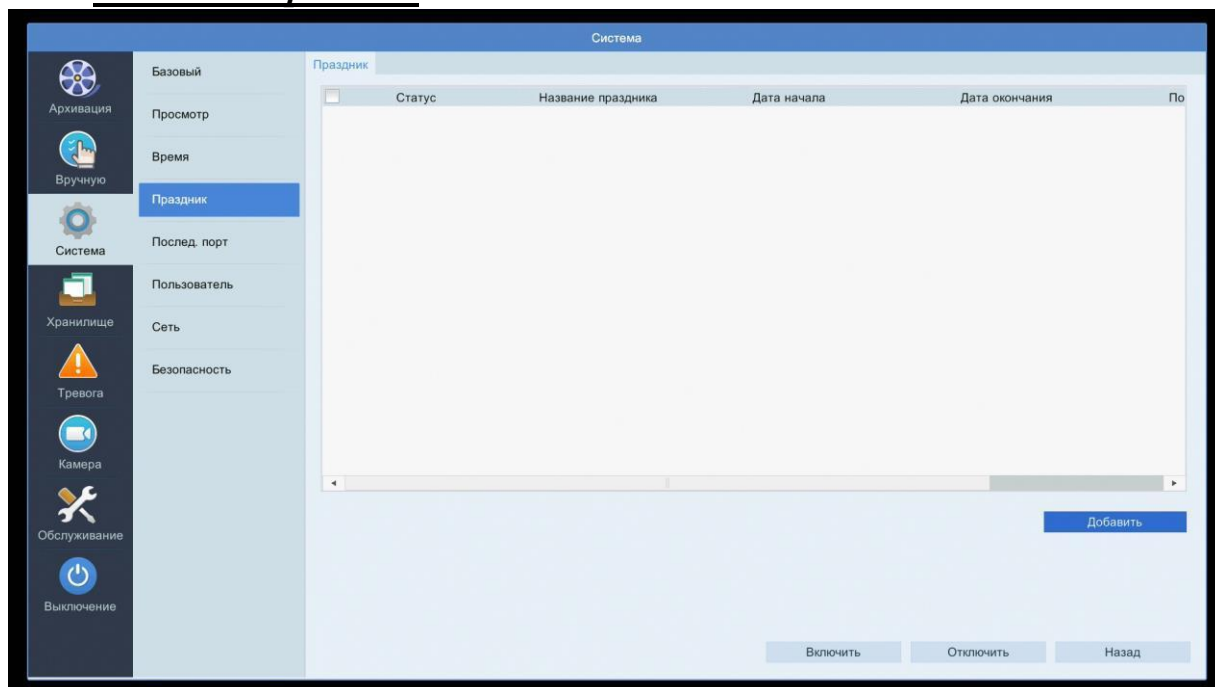 Система
Архивация
Вручную
Система
Хранилище
Тревога
Камера
Обслуживание
Выключение
Базовый
Просмотр
Время
Праздник
Послед. порт
Пользователь
Сеть
Безопасность
Праздник
Статус Название праздника Дата начала Дата окончания По
Добавить
Включить Отключить Назад